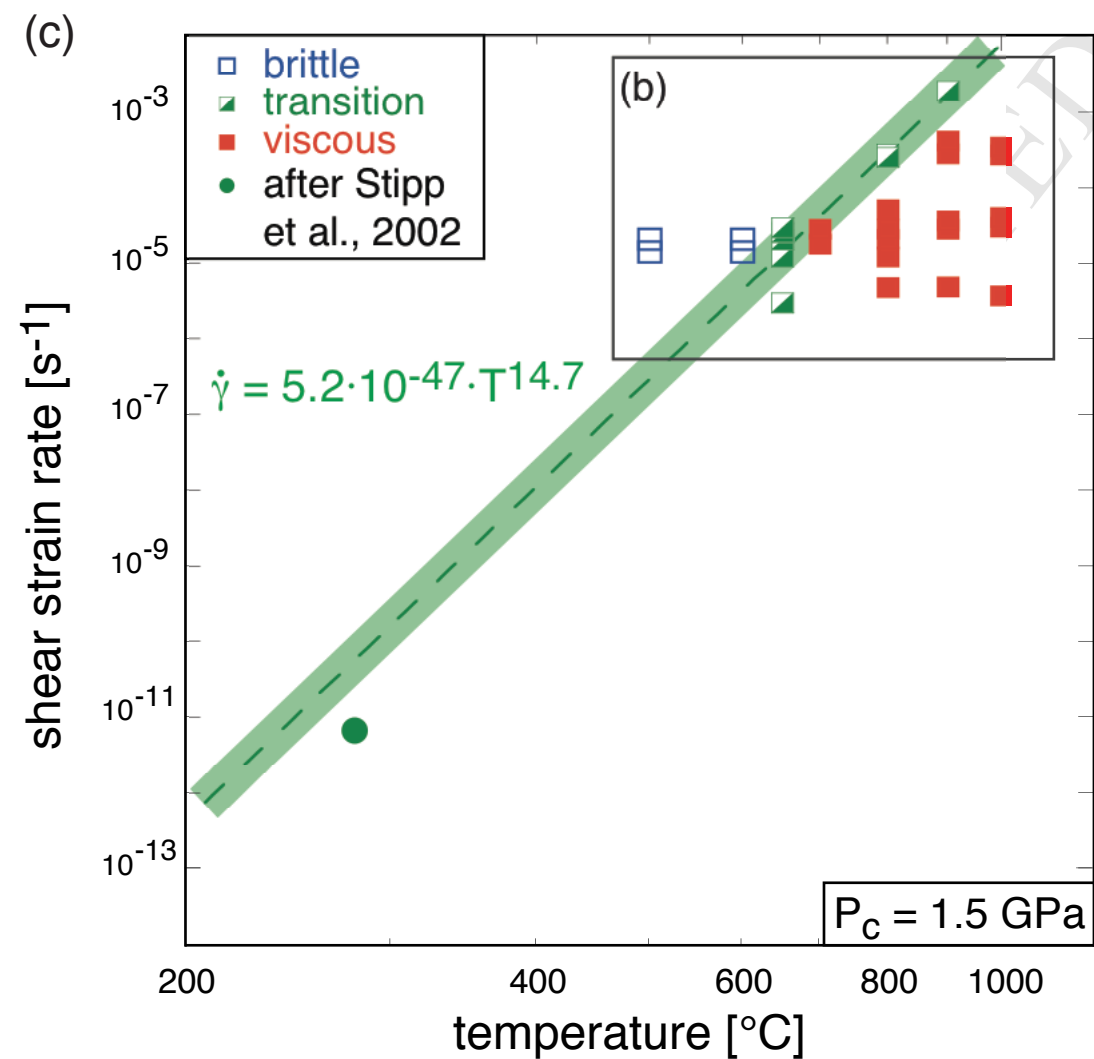 (c)
brittle
transition
viscous
after Stipp
et al., 2002
(b)
ED
10-3
10-5
10-7
10-9
10-11
10-13
shear strain rate [s-1]
γ̇ = 5.2·10-47·T14.7
Pc = 1.5 GPa
200
400
600
800
1000
temperature [°C]